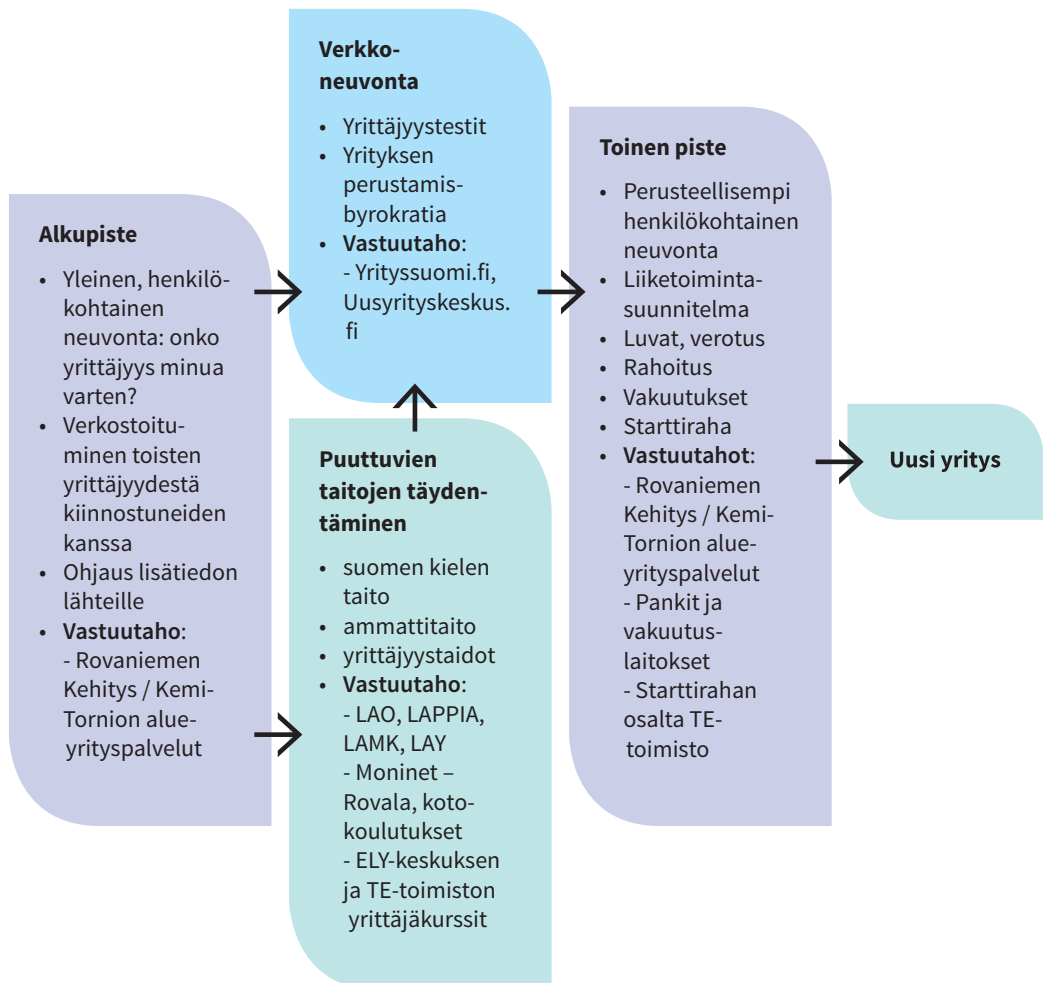 Alkupiste
• Yleinen, henkilö-
kohtainen
neuvonta: onko
yrittäjyys minua
varten?
• Verkostoitu-
minen toisten
yrittäjyydestä
kiinnostuneiden
kanssa
• Ohjaus lisätiedon
lähteille
• Vastuutaho:
- Rovaniemen
Kehitys / Kemi-
Tornion alue-
yrityspalvelut
Verkko-
neuvonta
• Yrittäjyystestit
• Yrityksen
perustamis-
byrokratia
• Vastuutaho:
- Yrityssuomi.fi,
Uusyrityskeskus.
fi
Puuttuvien
taitojen täyden-
täminen
• suomen kielen
taito
• ammattitaito
• yrittäjyystaidot
• Vastuutaho:
- LAO, LAPPIA,
LAMK, LAY
- Moninet –
Rovala, koto-
koulutukset
- ELY-keskuksen
ja TE-toimiston
yrittäjäkurssit
Toinen piste
• Perusteellisempi
henkilökohtainen
neuvonta
• Liiketoiminta-
suunnitelma
• Luvat, verotus
• Rahoitus
• Vakuutukset
• Starttiraha
• Vastuutahot:
- Rovaniemen
Kehitys / Kemi-
Tornion alue-
yrityspalvelut
- Pankit ja
vakuutus-
laitokset
- Starttirahan
osalta TE-
toimisto
Uusi yritys